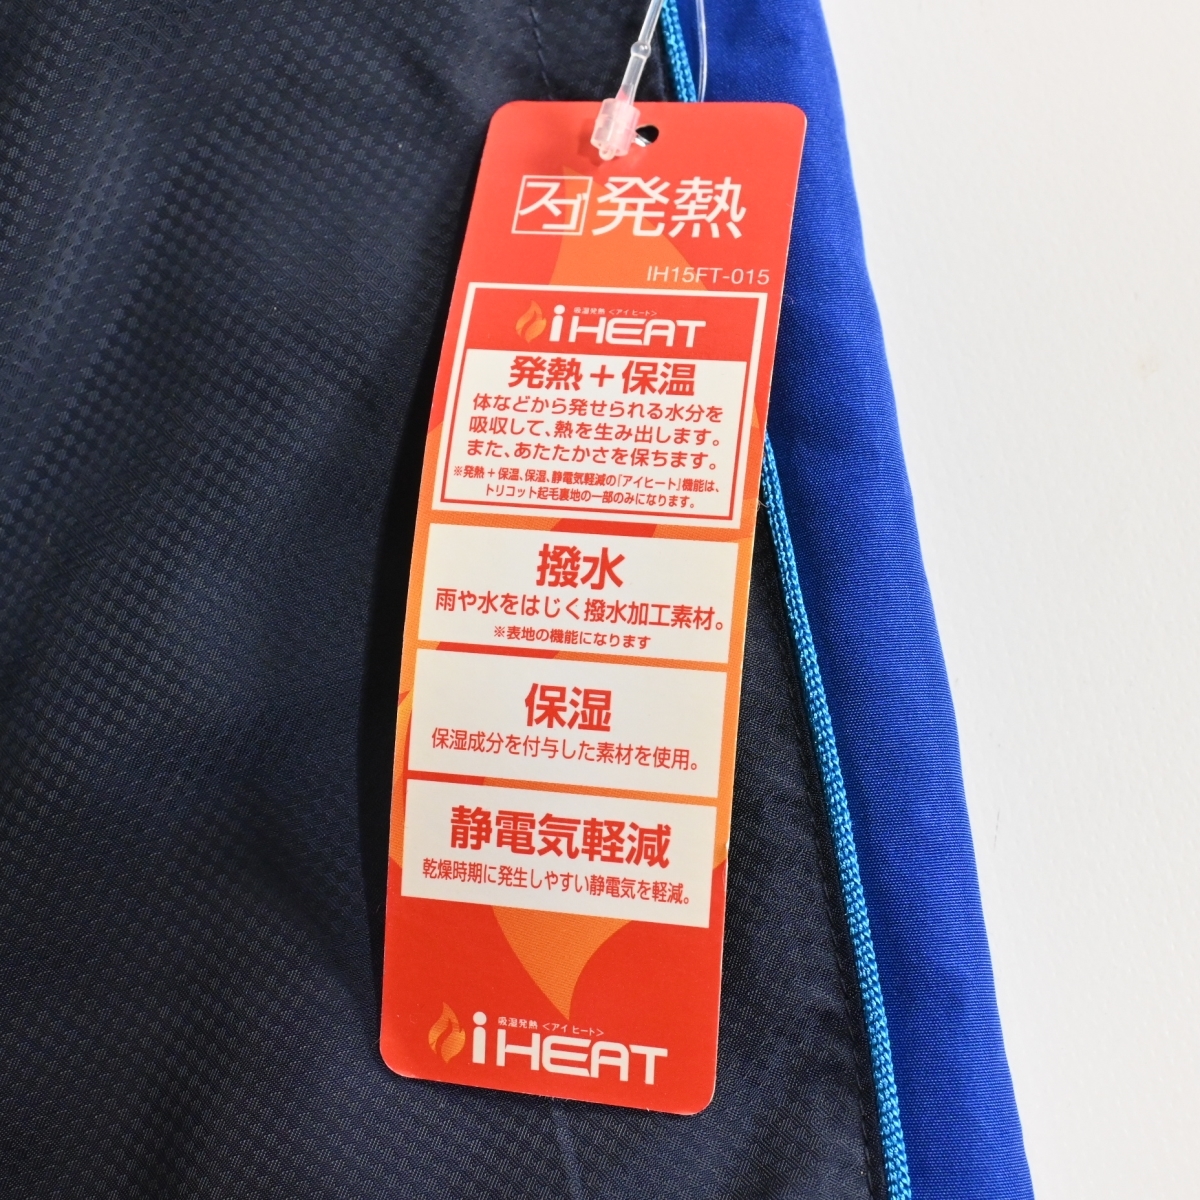 スゴ発熱
IH15FT-015
吸湿発熱<アイヒート>
iHEAT
発熱+保温
体などから発せられる水分を
吸収して、熱を生み出します。
また、あたたかさを保ちます。
※発熱+保温、保湿、静電気軽減の「アイヒート」機能は、
トリコット起毛裏地の一部のみになります。
撥水
雨や水をはじく撥水加工素材。
※表地の機能になります
保湿
保湿成分を付与した素材を使用。
静電気軽減
乾燥時期に発生しやすい静電気を軽減。
吸湿発熱<アイヒート>
iHEAT